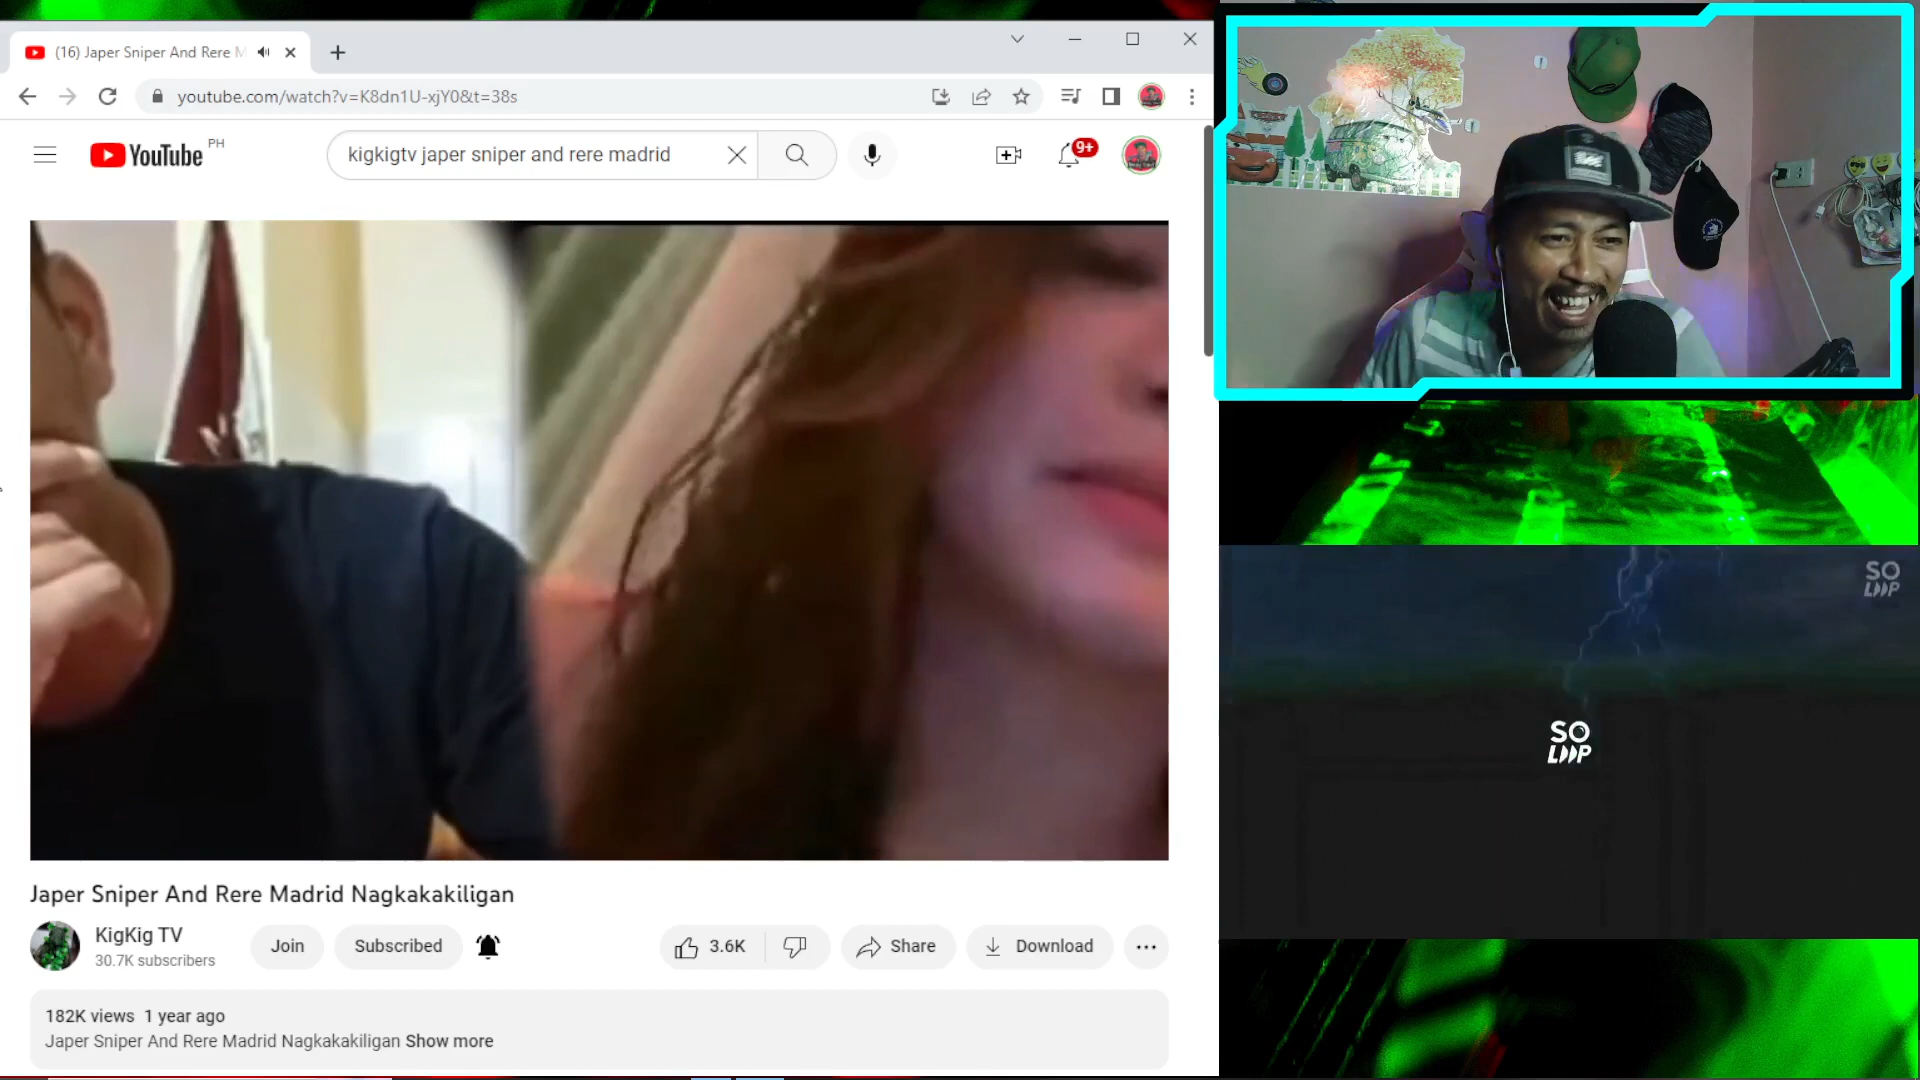 (16) Japer Sniper And Rere M
youtube.com/watch?v=K8dn1U-xjY0&t=38s
YouTube PH
kigkigtv japer sniper and rere madrid
9+
Japer Sniper And Rere Madrid Nagkakakiligan
KigKig TV
30.7K subscribers
Join
Subscribed
3.6K
Share
Download
182K views 1 year ago
Japer Sniper And Rere Madrid Nagkakakiligan Show more
SO
LOOP
SO
LOOP